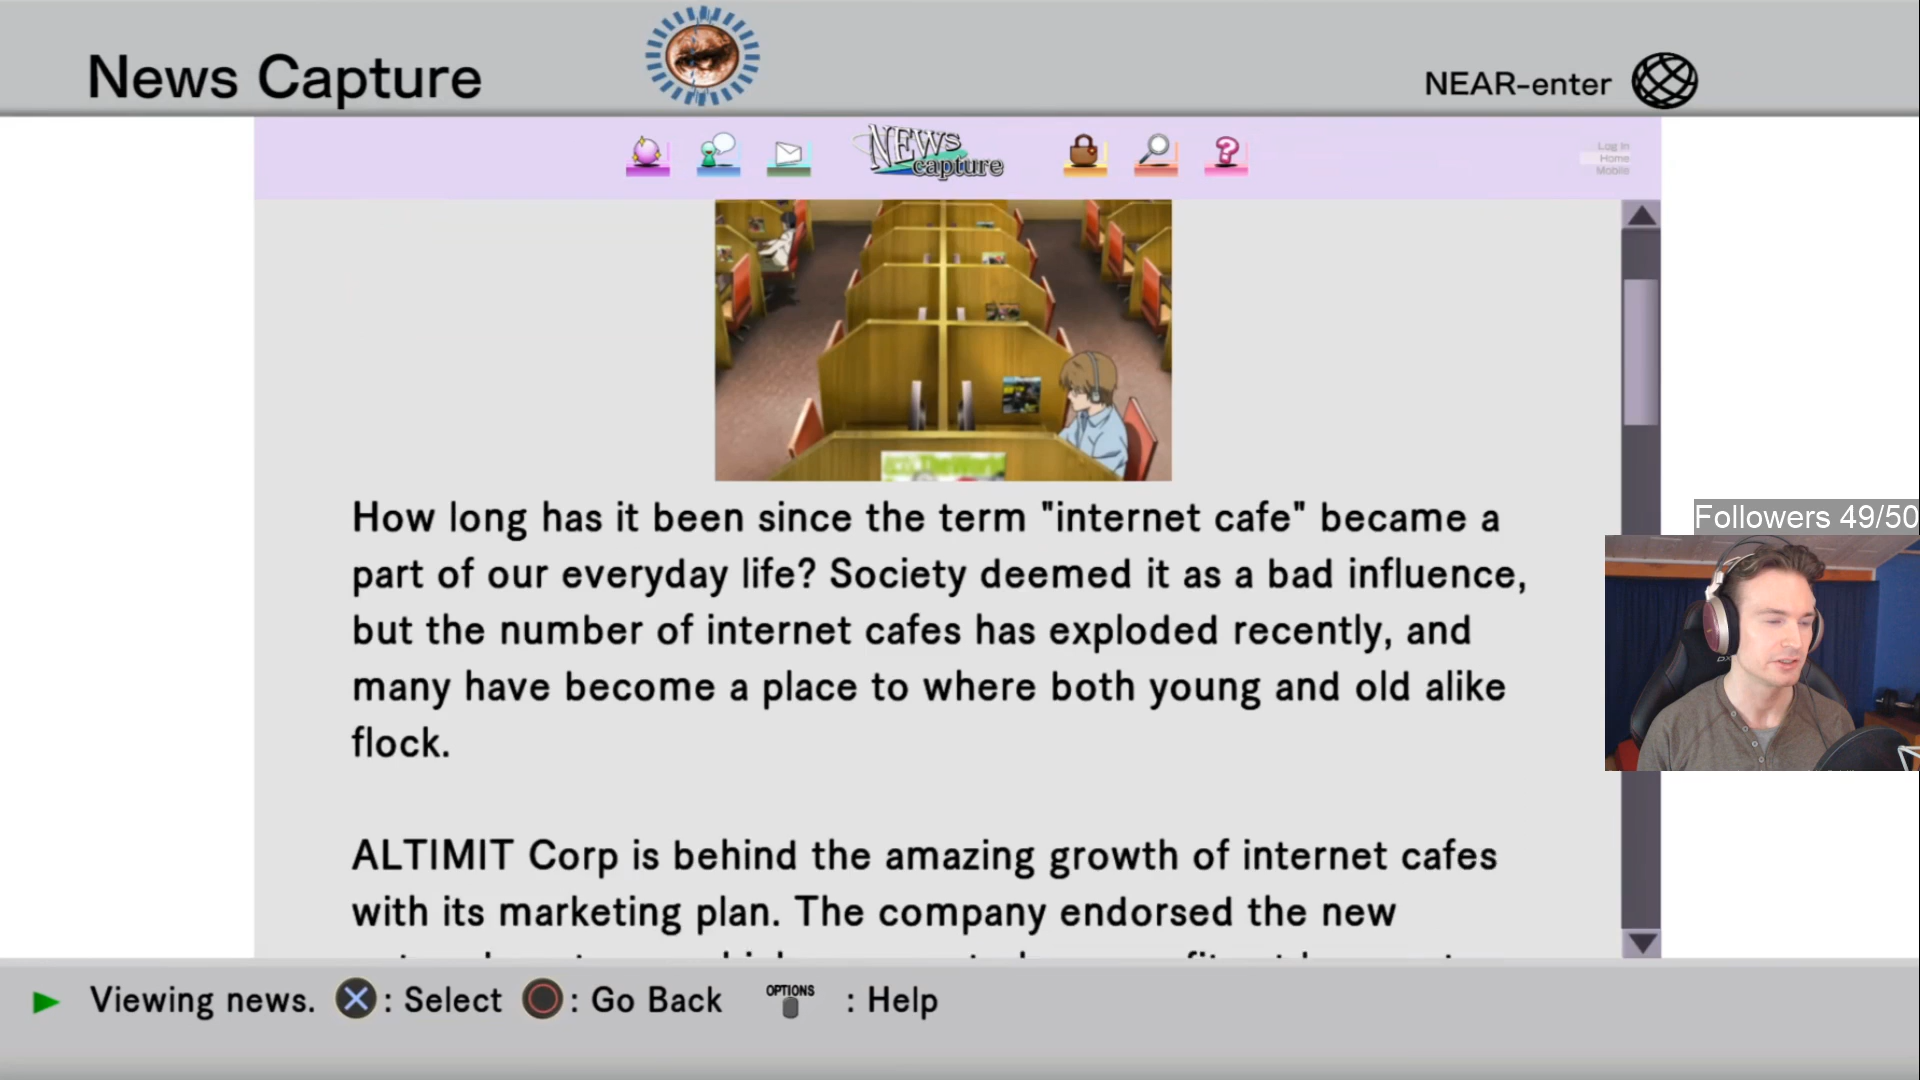 News Capture
NEAR-enter
NEWS
capture
Log In
Home
Mobile
How long has it been since the term "internet cafe" became a
part of our everyday life? Society deemed it as a bad influence,
but the number of internet cafes has exploded recently, and
many have become a place to where both young and old alike
flock.
ALTIMIT Corp is behind the amazing growth of internet cafes
with its marketing plan. The company endorsed the new
Followers 49/50
Viewing news. : Select : Go Back OPTIONS : Help